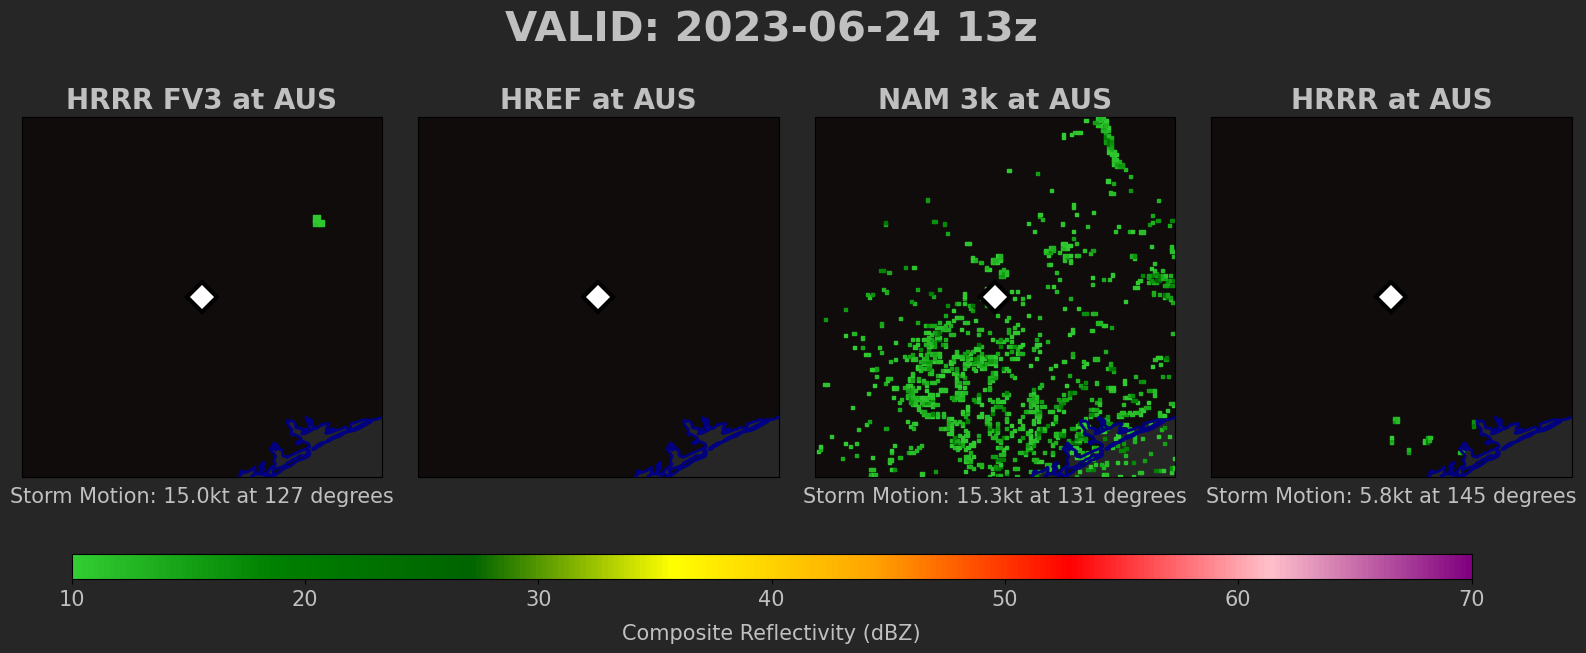 VALID: 2023-06-24 13z
HRRR FV3 at AUS
HREF at AUS
NAM 3k at AUS
HRRR at AUS
Storm Motion: 15.0kt at 127 degrees
Storm Motion: 15.3kt at 131 degrees
Storm Motion: 5.8kt at 145 degrees
10 20 30 40 50 60 70
Composite Reflectivity (dBZ)